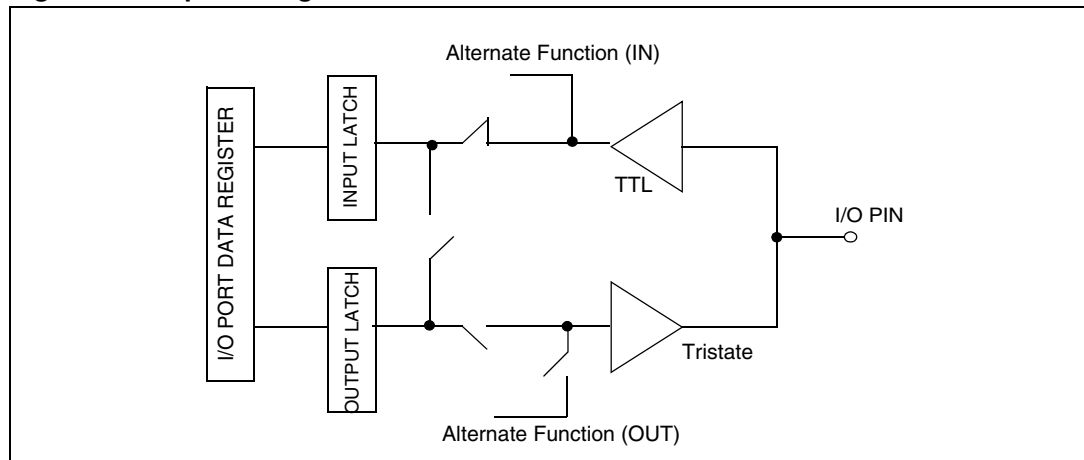 Alternate Function (IN)
I/O PORT DATA REGISTER
INPUT LATCH
TTL
I/O PIN
OUTPUT LATCH
Tristate
Alternate Function (OUT)